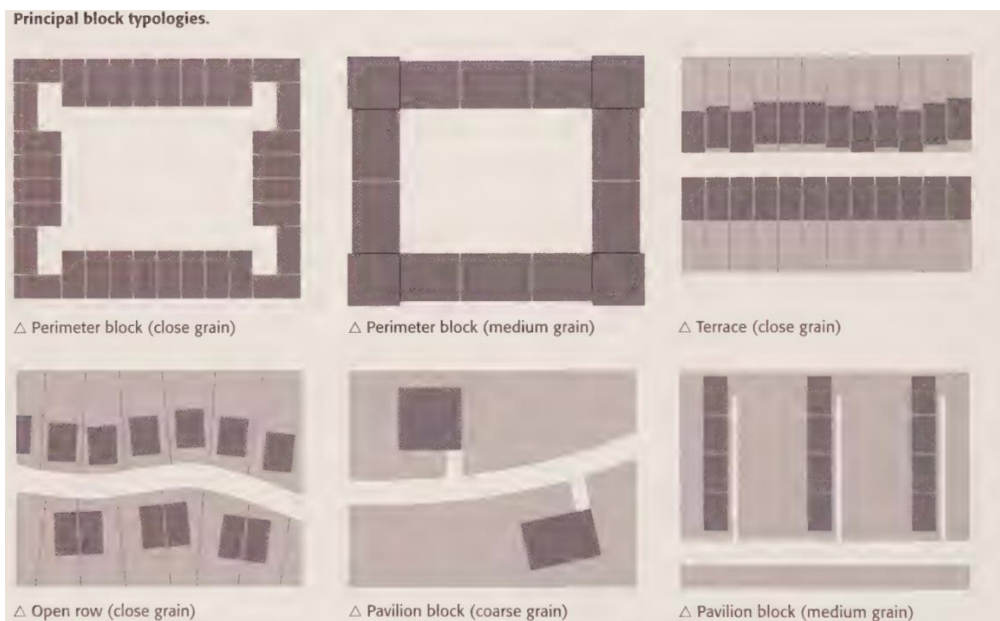 Principal block typologies.
△ Perimeter block (close grain)
△ Perimeter block (medium grain)
△ Terrace (close grain)
△ Open row (close grain)
△ Pavilion block (coarse grain)
△ Pavilion block (medium grain)